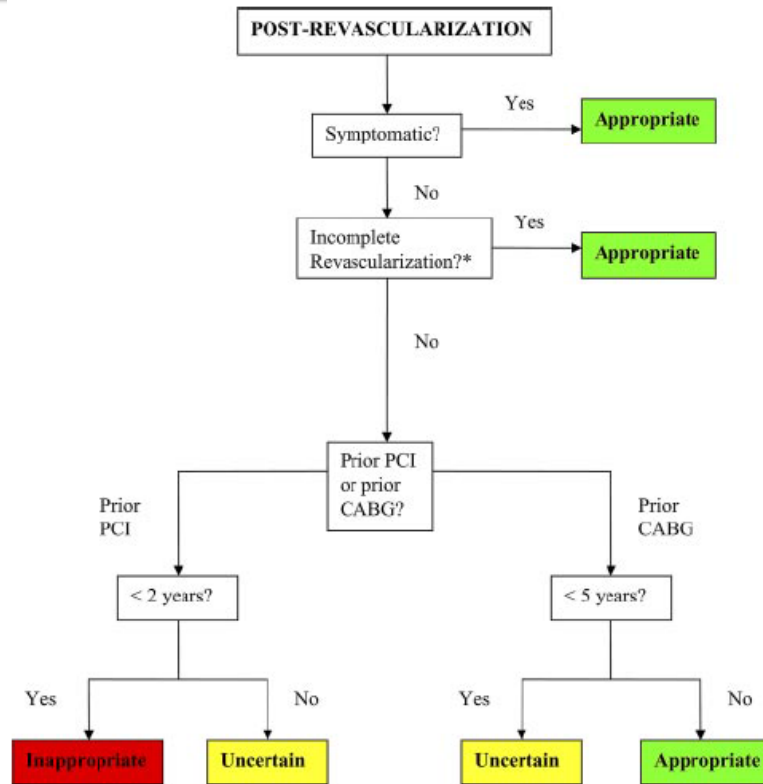 POST-REVASCULARIZATION
Yes
Symptomatic?
Appropriate
No
Yes
Incomplete
Revascularization?*
Appropriate
No
Prior PCI
or prior
CABG?
Prior
PCI
Prior
CABG
< 2 years?
< 5 years?
Yes
No
Yes
No
Inappropriate
Uncertain
Uncertain
Appropriate